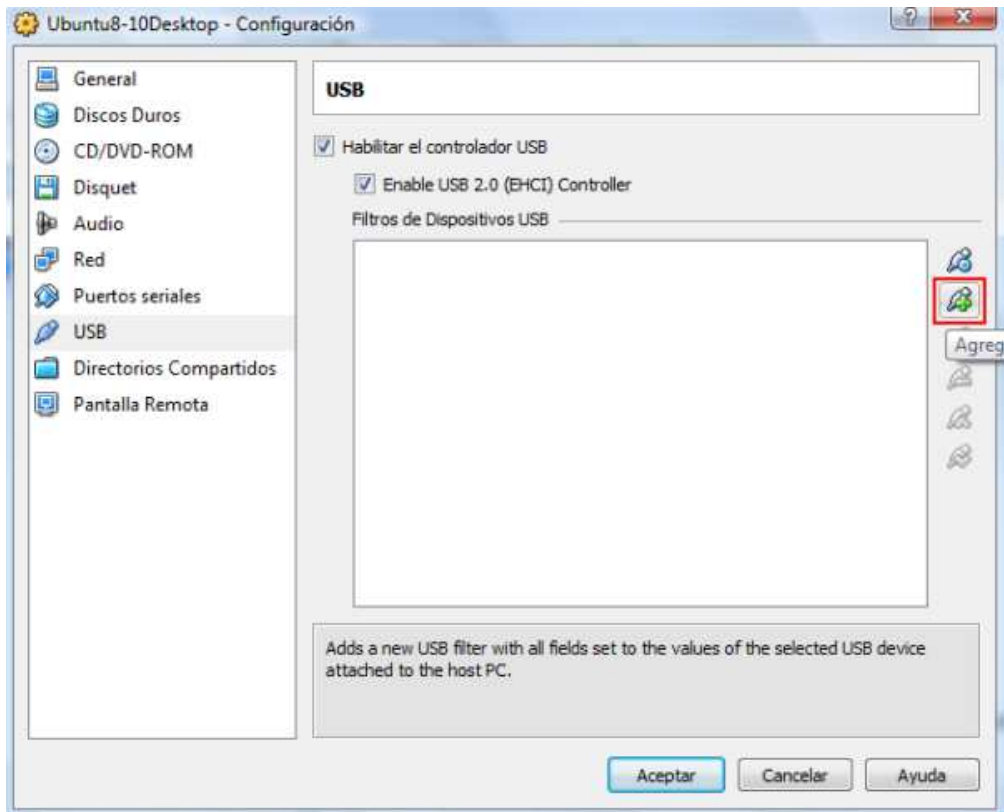 Ubuntu8-10Desktop - Configuración
General
Discos Duros
CD/DVD-ROM
Disquet
Audio
Red
Puertos seriales
USB
Directorios Compartidos
Pantalla Remota
USB
Habilitar el controlador USB
Enable USB 2.0 (EHCI) Controller
Filtros de Dispositivos USB
Agreg
Adds a new USB filter with all fields set to the values of the selected USB device
attached to the host PC.
Aceptar
Cancelar
Ayuda